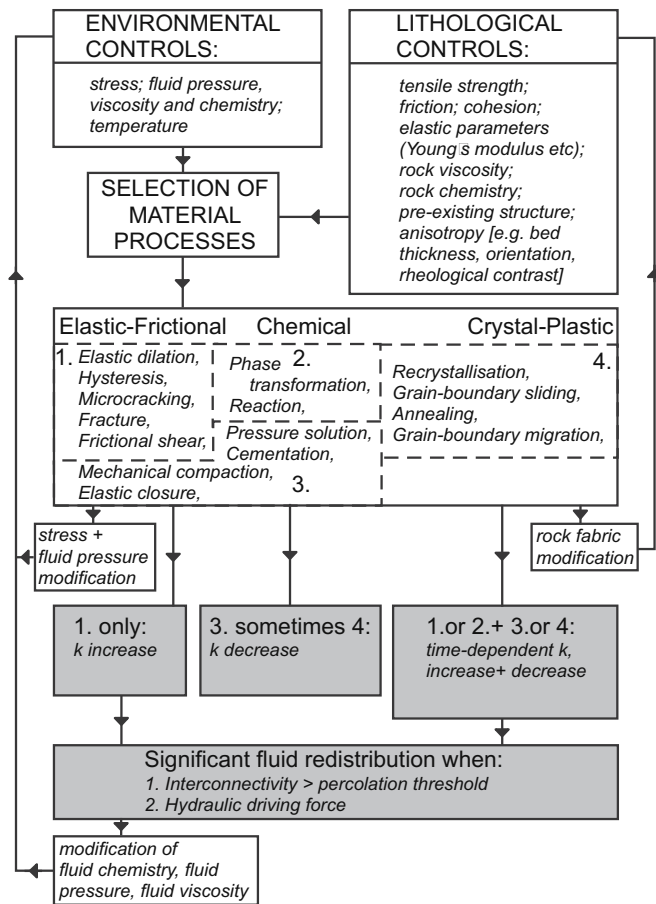 ENVIRONMENTAL
CONTROLS:
stress; fluid pressure,
viscosity and chemistry;
temperature
LITHOLOGICAL
CONTROLS:
tensile strength;
friction; cohesion;
elastic parameters
(Young s modulus etc);
rock viscosity;
rock chemistry;
pre-existing structure;
anisotropy [e.g. bed
thickness, orientation,
rheological contrast]
SELECTION OF
MATERIAL
PROCESSES
Elastic-Frictional
1. Elastic dilation,
Hysteresis,
Microcracking,
Fracture,
Frictional shear,
Chemical
2.
Phase
transformation,
Reaction,
Pressure solution,
Cementation,
Mechanical compaction,
Elastic closure,
3.
Crystal-Plastic
4.
Recrystallisation,
Grain-boundary sliding,
Annealing,
Grain-boundary migration,
stress +
fluid pressure
modification
rock fabric
modification
1. only:
k increase
3. sometimes 4:
k decrease
1.or 2.+ 3.or 4:
time-dependent k,
increase+ decrease
Significant fluid redistribution when:
1. Interconnectivity > percolation threshold
2. Hydraulic driving force
modification of
fluid chemistry, fluid
pressure, fluid viscosity